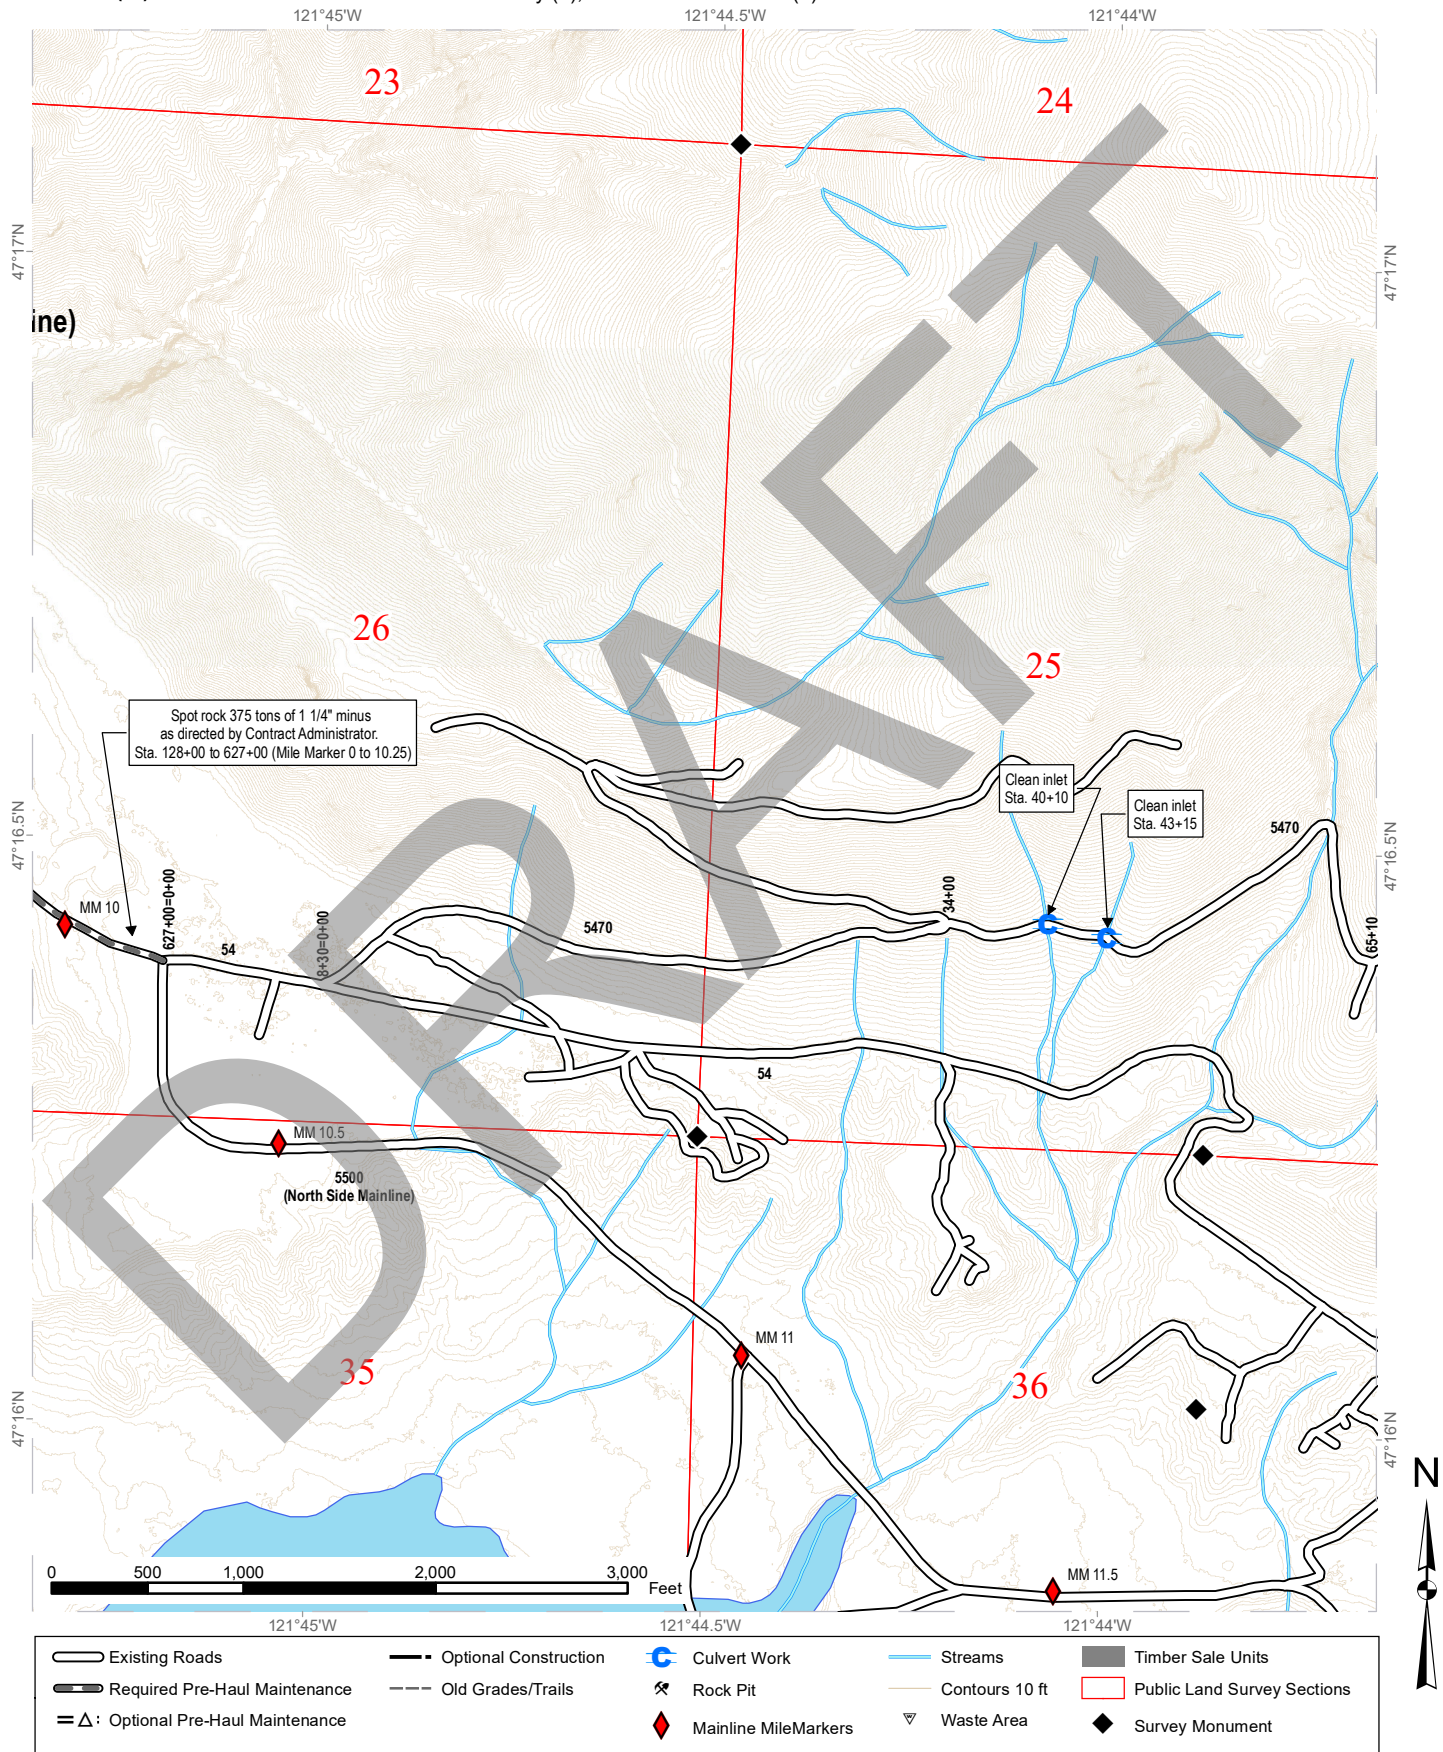 121°45'W
121°44.5'W
121°44'W
23
24
47°17'N
47°17'N
ine)
26
25
Spot rock 375 tons of 1 1/4" minus
as directed by Contract Administrator.
Sta. 128+00 to 627+00 (Mile Marker 0 to 10.25)
Clean inlet
Sta. 40+10
Clean inlet
Sta. 43+15
5470
47°16.5'N
47°16.5'N
MM 10
627+00=0+00
54
8+30=0+00
5470
34+00
65+10
54
MM 10.5
5500
(North Side Mainline)
DRAFT
MM 11
35
36
47°16'N
47°16'N
N
MM 11.5
0
500
1,000
2,000
3,000
Feet
121°45'W
121°44.5'W
121°44'W
Existing Roads
Optional Construction
C Culvert Work
Streams
Timber Sale Units
Required Pre-Haul Maintenance
Old Grades/Trails
Rock Pit
Contours 10 ft
Public Land Survey Sections
Optional Pre-Haul Maintenance
Mainline MileMarkers
Waste Area
Survey Monument